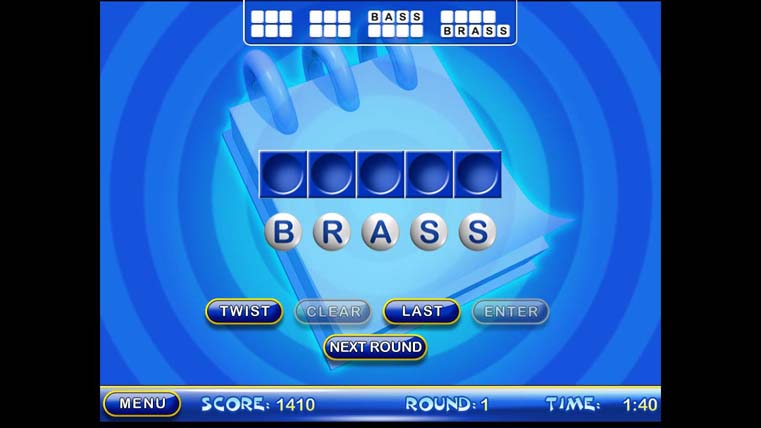 BASS
BRASS
B R A S S
TWIST CLEAR LAST ENTER
NEXT ROUND
MENU SCORE: 1410 ROUND: 1 TIME: 1:40